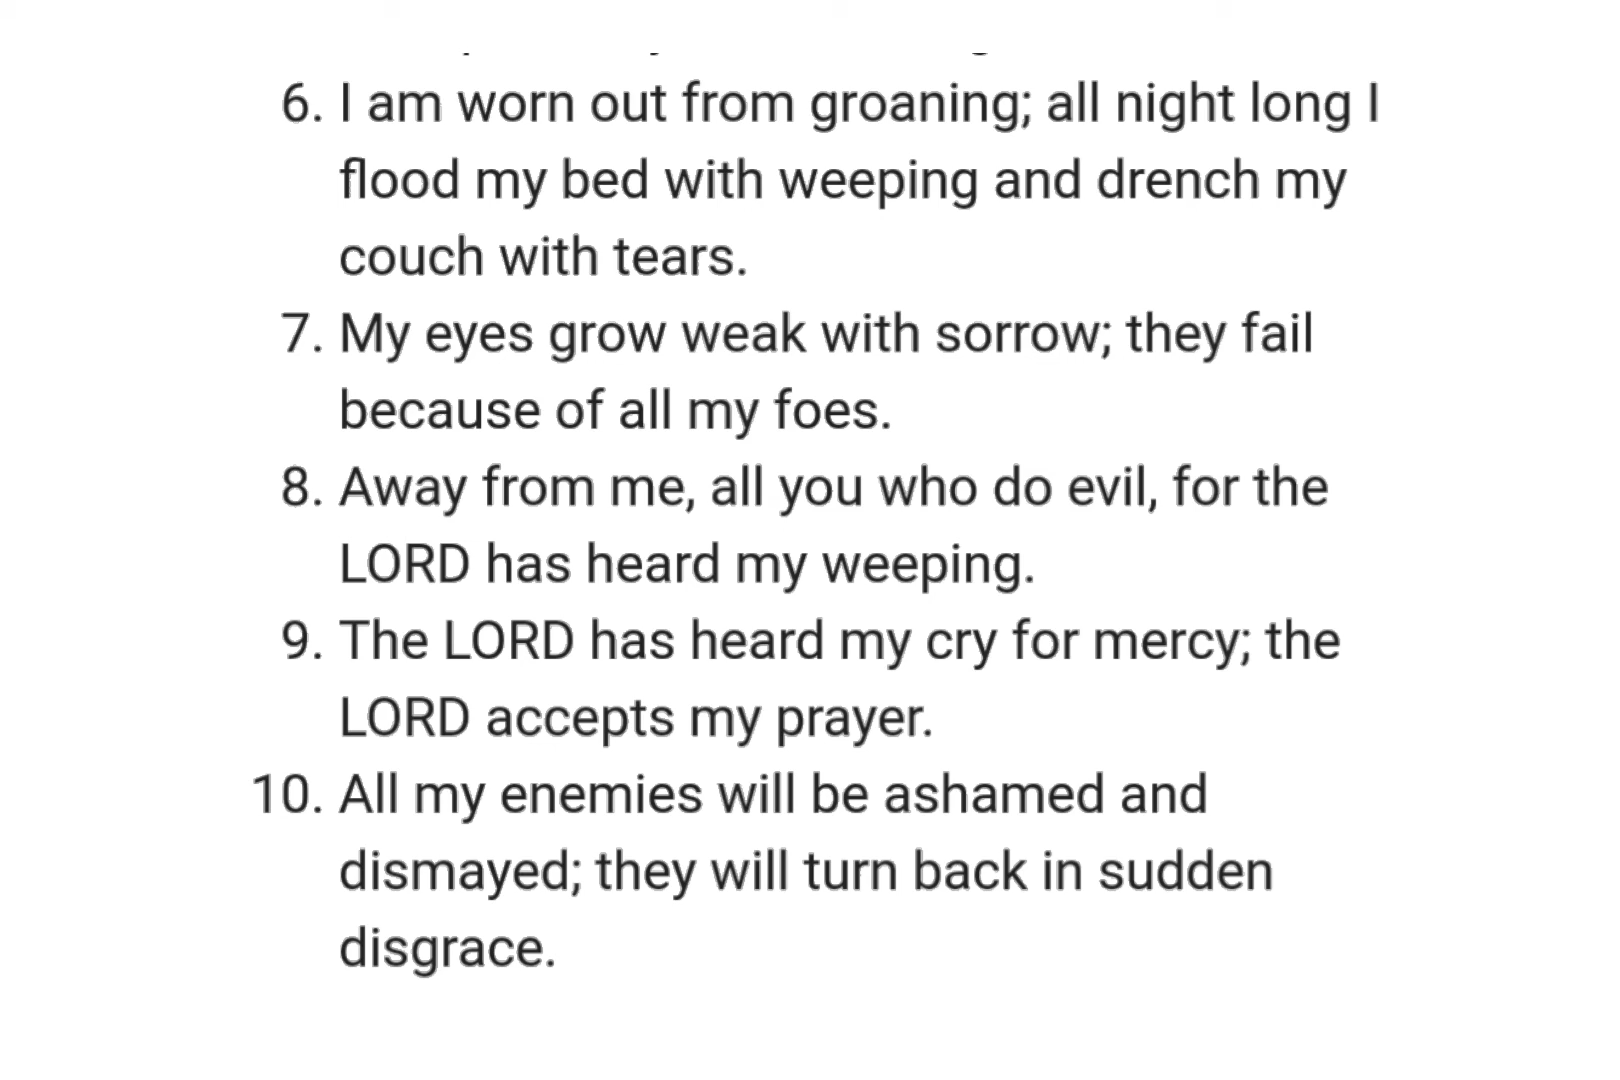 6. I am worn out from groaning; all night long I
flood my bed with weeping and drench my
couch with tears.
7. My eyes grow weak with sorrow; they fail
because of all my foes.
8. Away from me, all you who do evil, for the
LORD has heard my weeping.
9. The LORD has heard my cry for mercy; the
LORD accepts my prayer.
10. All my enemies will be ashamed and
dismayed; they will turn back in sudden
disgrace.